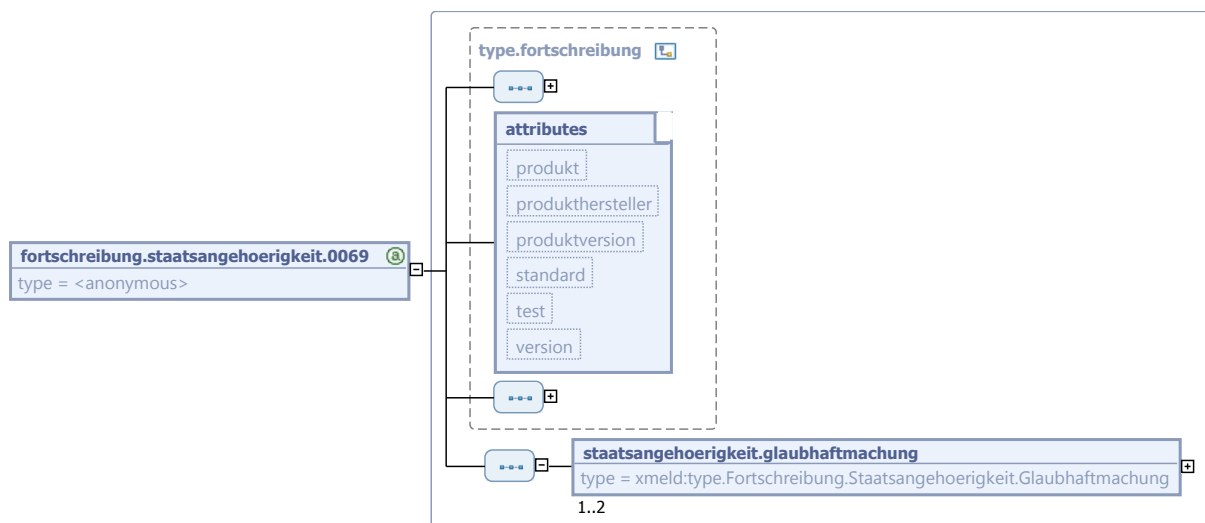 type.fortschreibung
attributes
produkt
produkthersteller
produktversion
standard
test
version
fortschreibung.staatsangehoerigkeit.0069
type = <anonymous>
staatsangehoerigkeit.glaubhaftmachung
type = xmeld:type.Fortschreibung.Staatsangehoerigkeit.Glaubhaftmachung
1..2